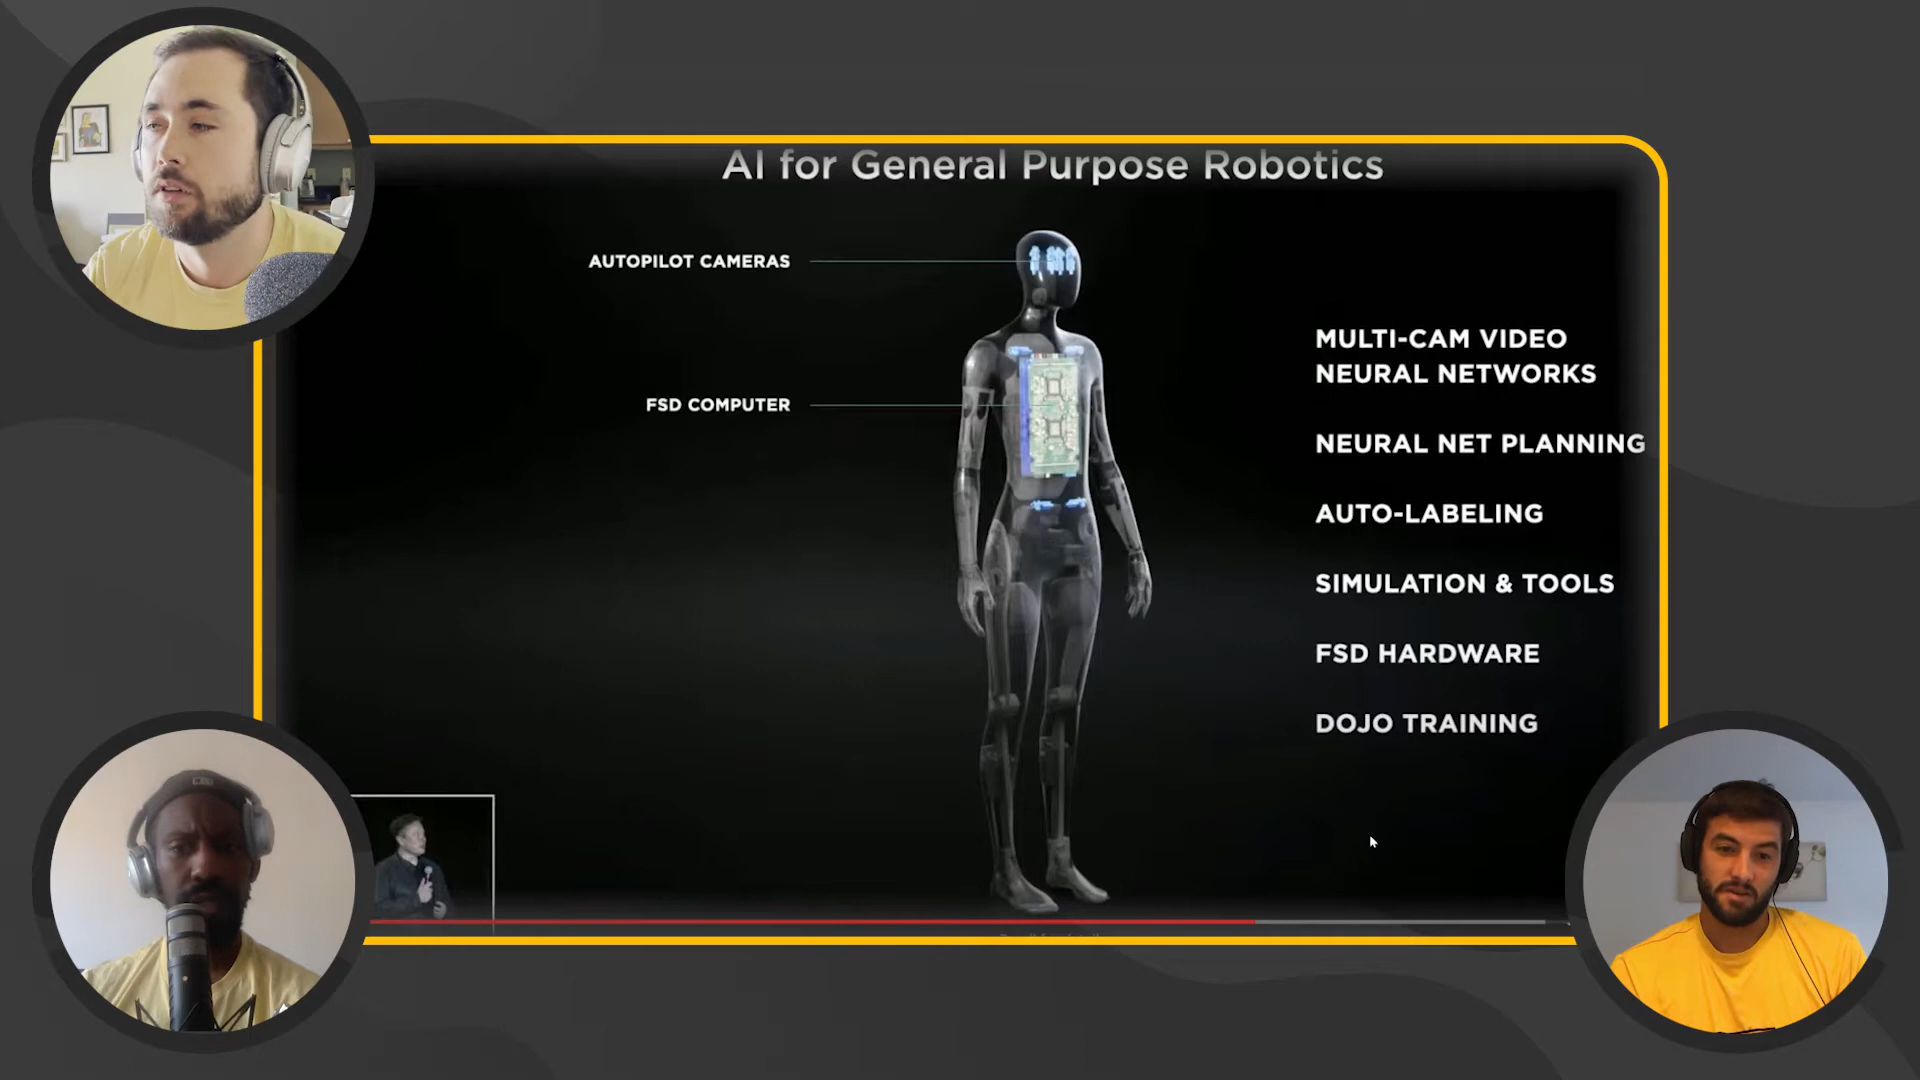 AI for General Purpose Robotics
AUTOPILOT CAMERAS
FSD COMPUTER
MULTI-CAM VIDEO
NEURAL NETWORKS
NEURAL NET PLANNING
AUTO-LABELING
SIMULATION & TOOLS
FSD HARDWARE
DOJO TRAINING